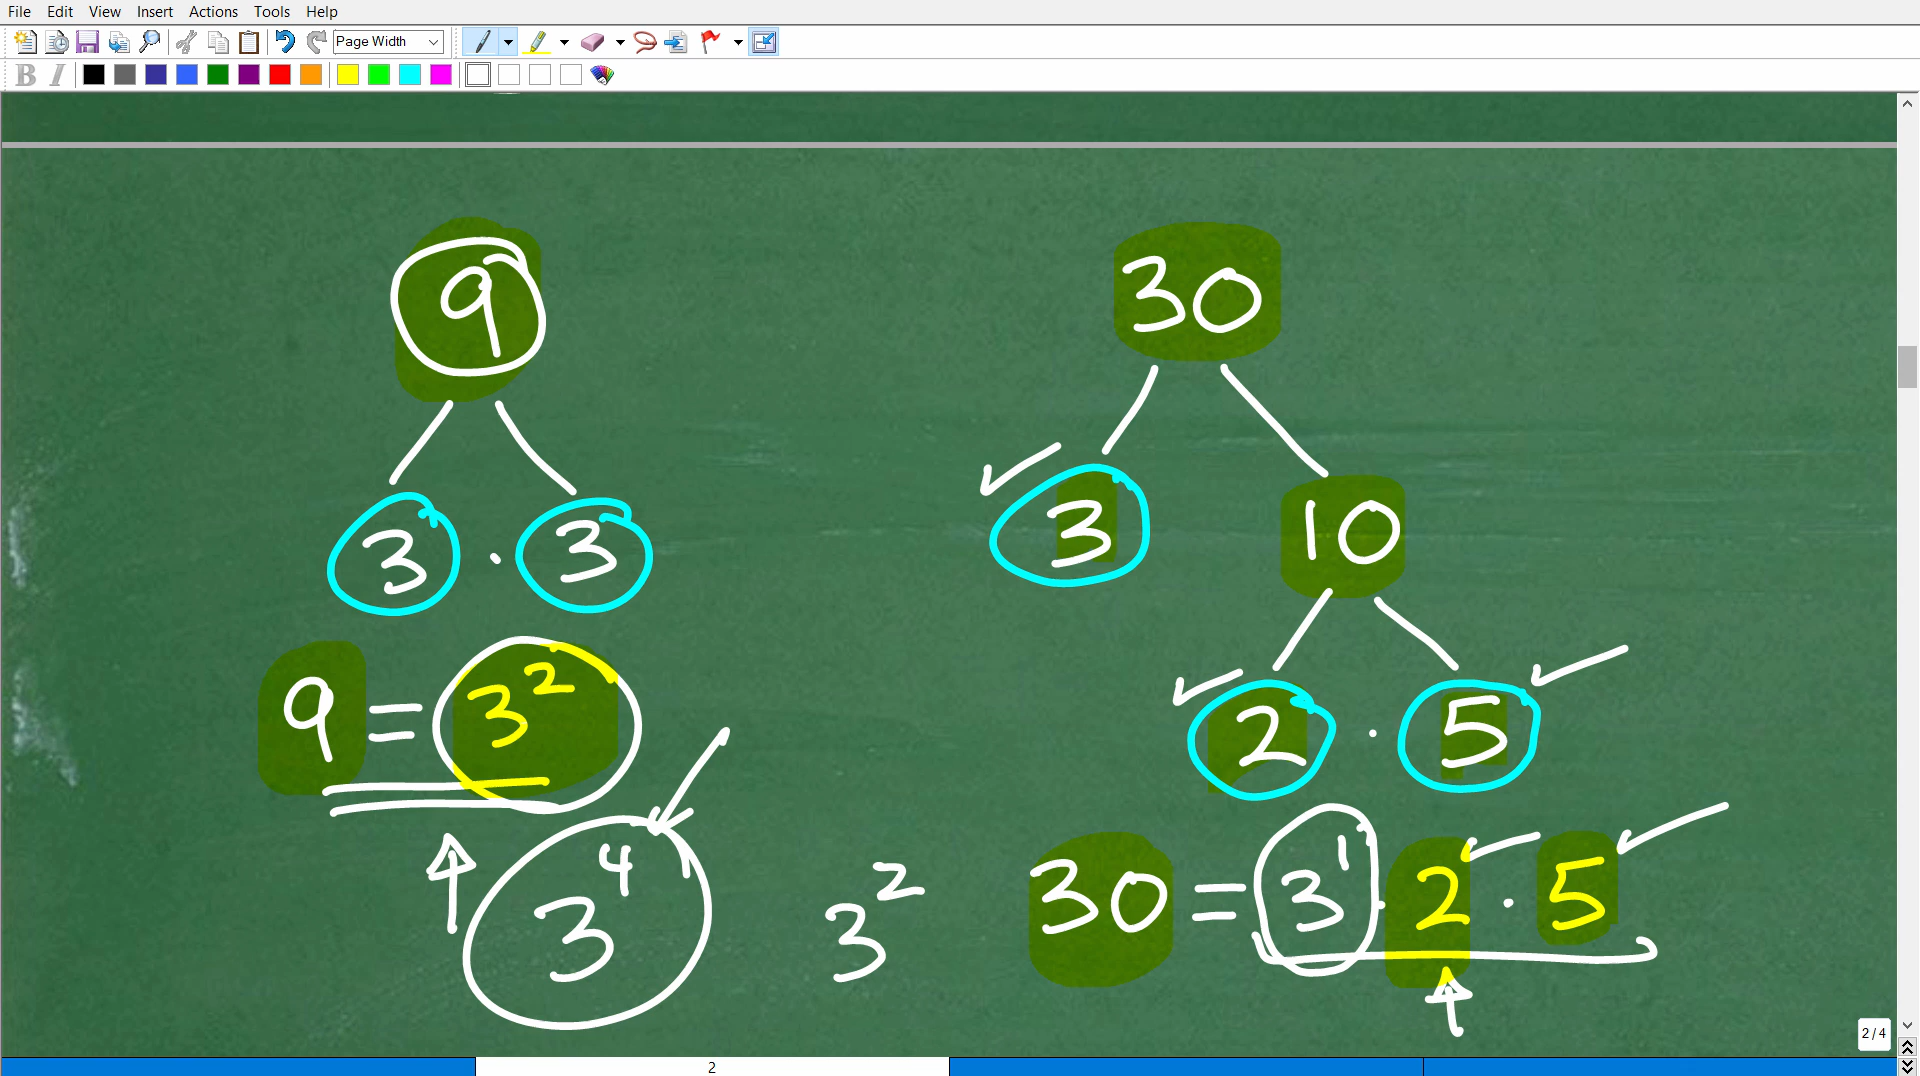 File Edit View Insert Actions Tools Help
Page Width
B I
9 30
3 · 3 3 10
9 = 3² 2 · 5
3⁴ 3² 30 = 3¹ · 2 · 5
2 / 4
2